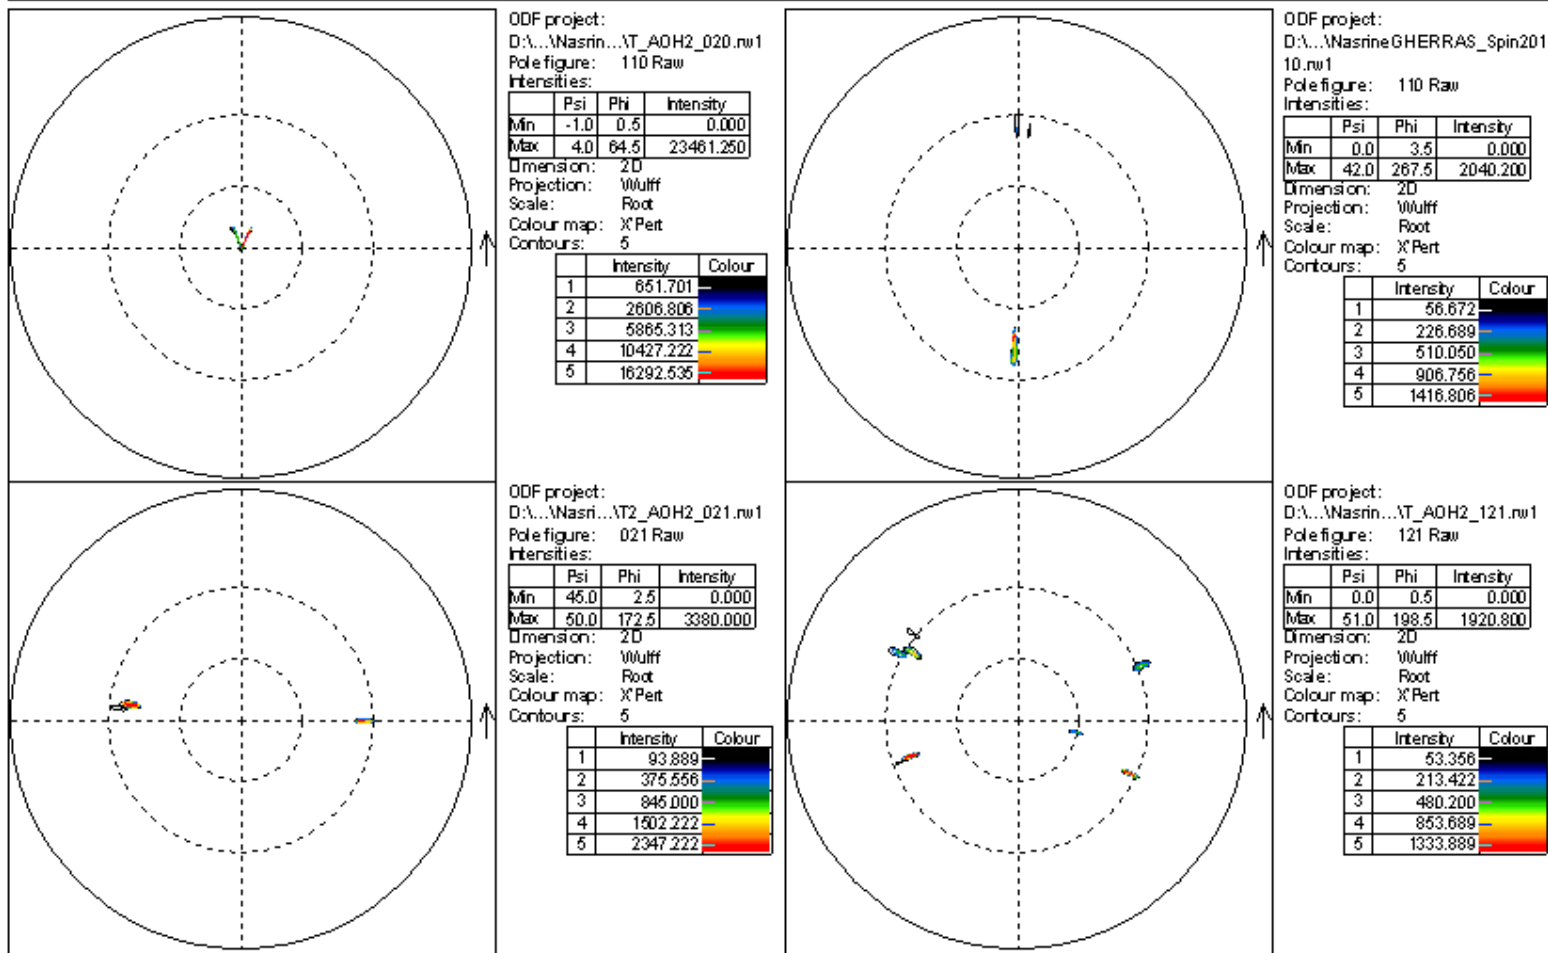 ODF project:
D:\...\Nasrin...\T_AOH2_020.rw1
Pole figure: 110 Raw
Intensities:
Psi Phi Intensity
Min -1.0 0.5 0.000
Max 4.0 64.5 23461.250
Dimension: 2D
Projection: Wulff
Scale: Root
Colour map: X'Pert
Contours: 5
Intensity Colour
1 651.701
2 2606.806
3 5865.313
4 10427.222
5 16292.535
ODF project:
D:\...\NasrineGHERRAS_Spin201
10.rw1
Pole figure: 110 Raw
Intensities:
Psi Phi Intensity
Min 0.0 3.5 0.000
Max 42.0 267.5 2040.200
Dimension: 2D
Projection: Wulff
Scale: Root
Colour map: X'Pert
Contours: 5
Intensity Colour
1 56.672
2 226.689
3 510.050
4 906.756
5 1416.806
ODF project:
D:\...\Nasri...\T2_AOH2_021.rw1
Pole figure: 021 Raw
Intensities:
Psi Phi Intensity
Min 45.0 2.5 0.000
Max 50.0 172.5 3380.000
Dimension: 2D
Projection: Wulff
Scale: Root
Colour map: X'Pert
Contours: 5
Intensity Colour
1 93.889
2 375.556
3 845.000
4 1502.222
5 2347.222
ODF project:
D:\...\Nasrin...\T_AOH2_121.rw1
Pole figure: 121 Raw
Intensities:
Psi Phi Intensity
Min 0.0 0.5 0.000
Max 51.0 198.5 1920.800
Dimension: 2D
Projection: Wulff
Scale: Root
Colour map: X'Pert
Contours: 5
Intensity Colour
1 53.356
2 213.422
3 480.200
4 853.689
5 1333.889